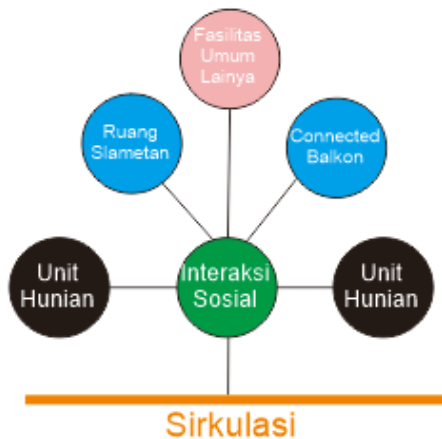 Fasilitas
Umum
Lainya
Ruang
Slametan
Connected
Balkon
Unit
Hunian
Interaksi
Sosial
Unit
Hunian
Sirkulasi